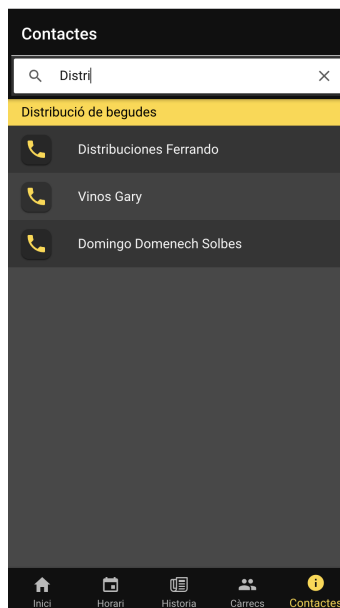 Contactes
Distri
Distribució de begudes
Distribuciones Ferrando
Vinos Gary
Domingo Domenech Solbes
Inici Horari Historia Càrrecs Contactes